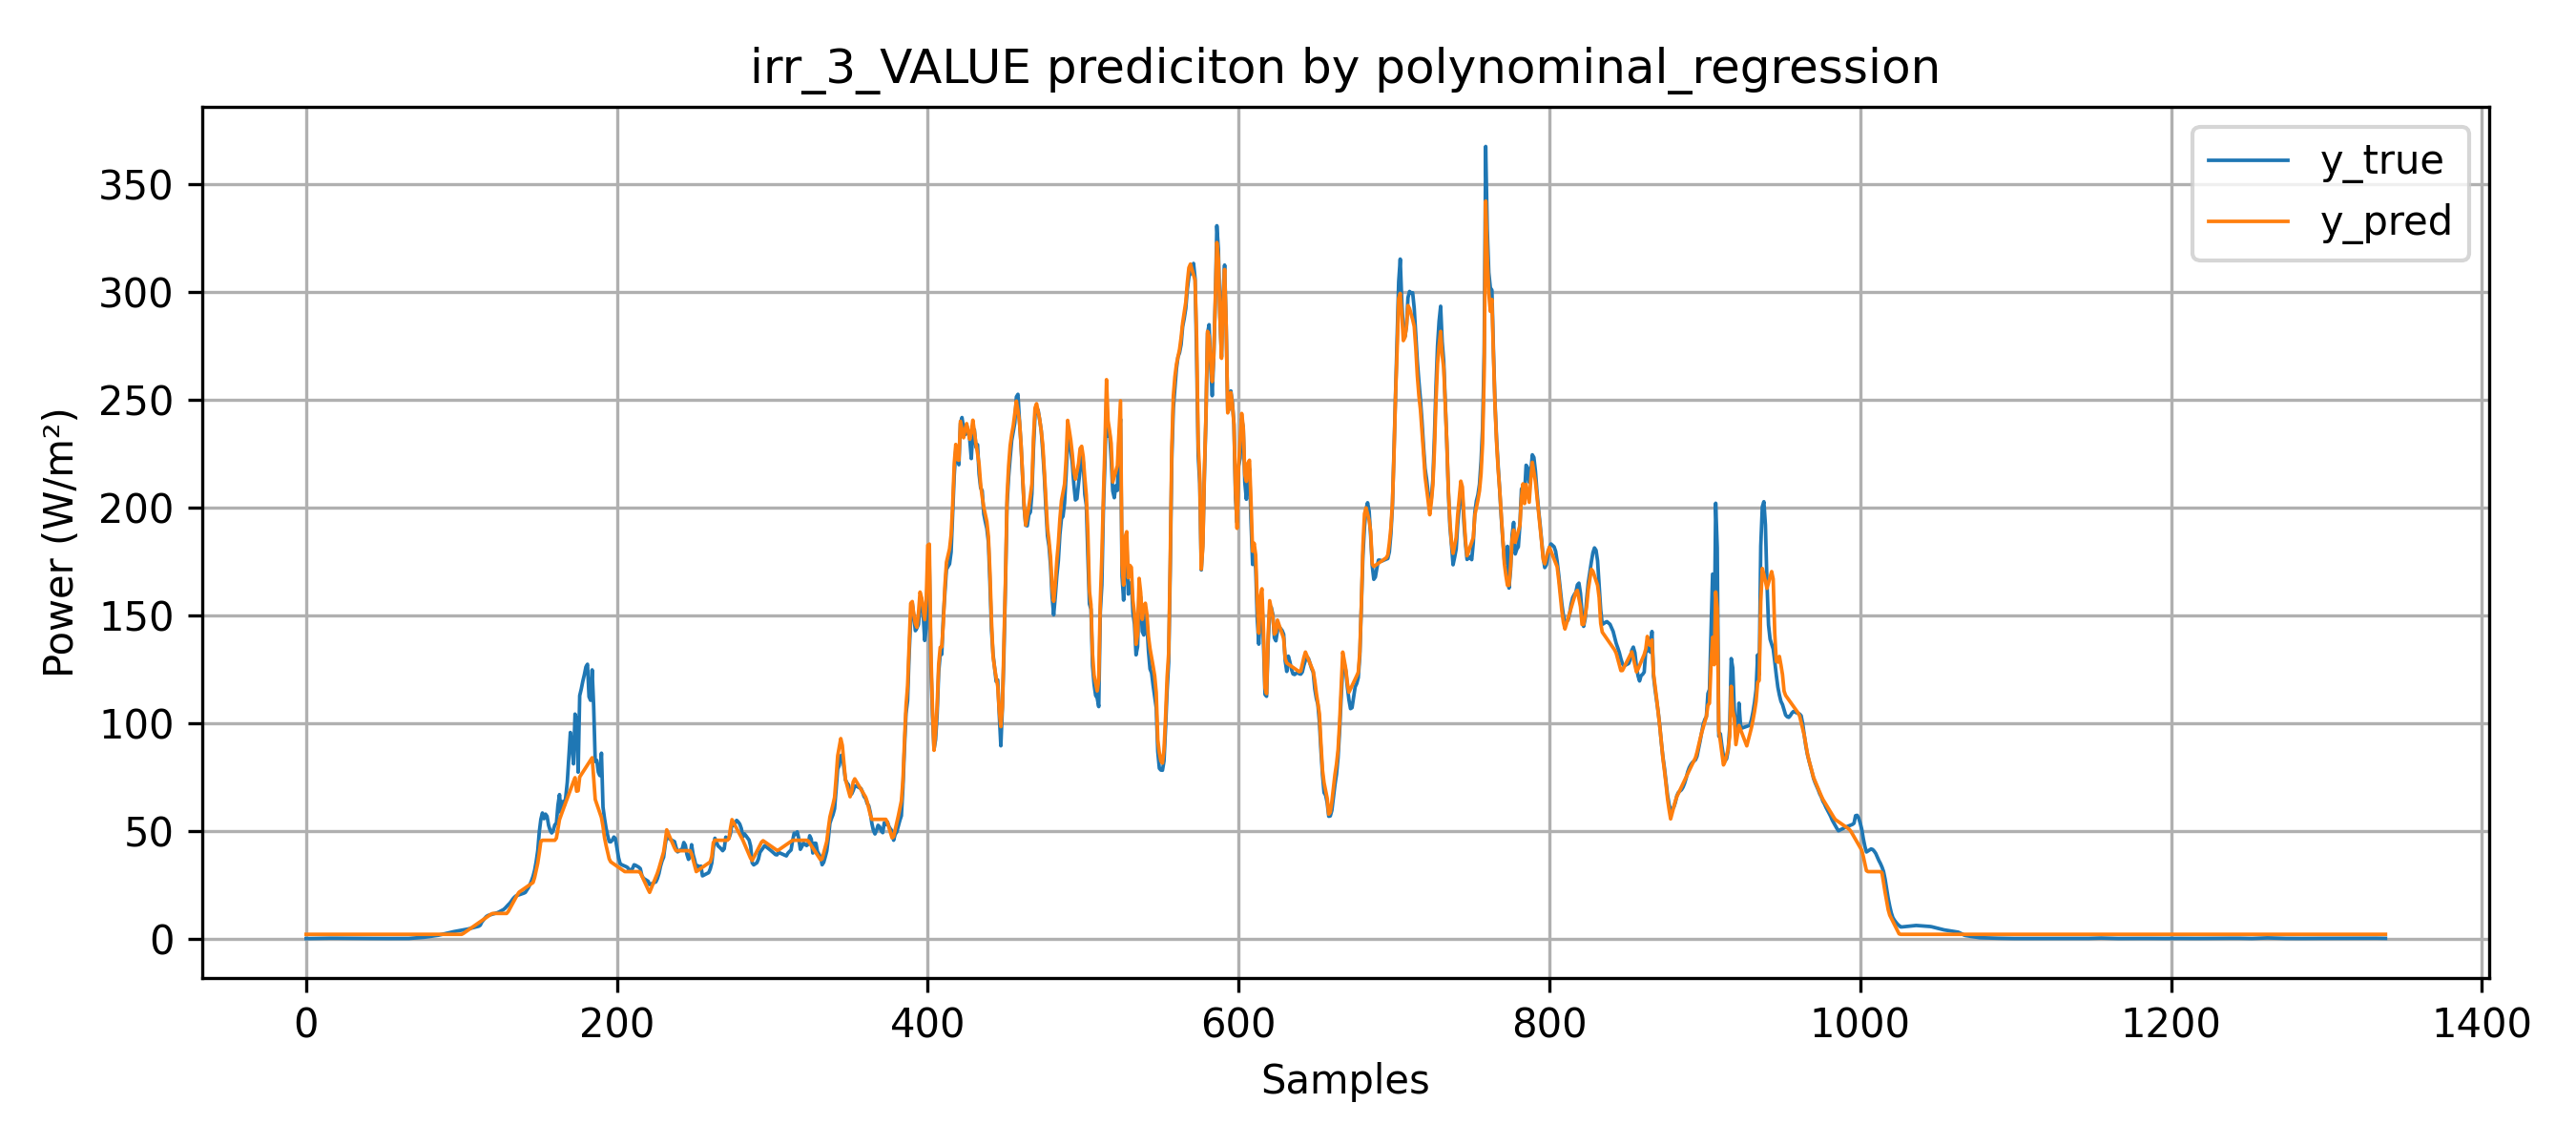 irr_3_VALUE prediciton by polynominal_regression
y_true
y_pred
Power (W/m²)
350
300
250
200
150
100
50
0
0 200 400 600 800 1000 1200 1400
Samples